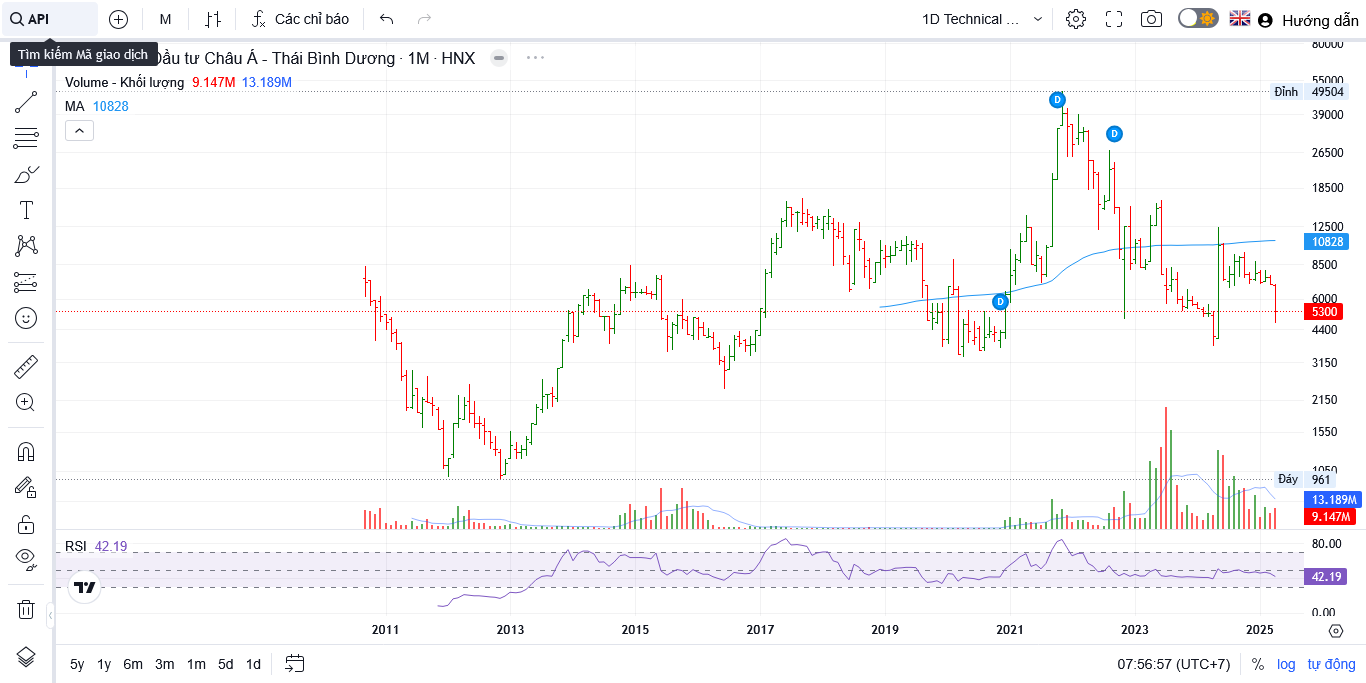 API
M
Các chỉ báo
1D Technical ...
Hướng dẫn
Tìm kiếm Mã giao dịch
Đầu tư Châu Á - Thái Bình Dương · 1M · HNX
Volume - Khối lượng 9.147M 13.189M
MA 10828
80000
55000
Đỉnh 49504
39000
26500
18500
12500
10828
8500
6000
5300
4400
3150
2150
1550
1050
Đáy 961
13.189M
9.147M
D
D
D
RSI 42.19
80.00
42.19
0.00
2011 2013 2015 2017 2019 2021 2023 2025
5y 1y 6m 3m 1m 5d 1d
07:56:57 (UTC+7) % log tự động